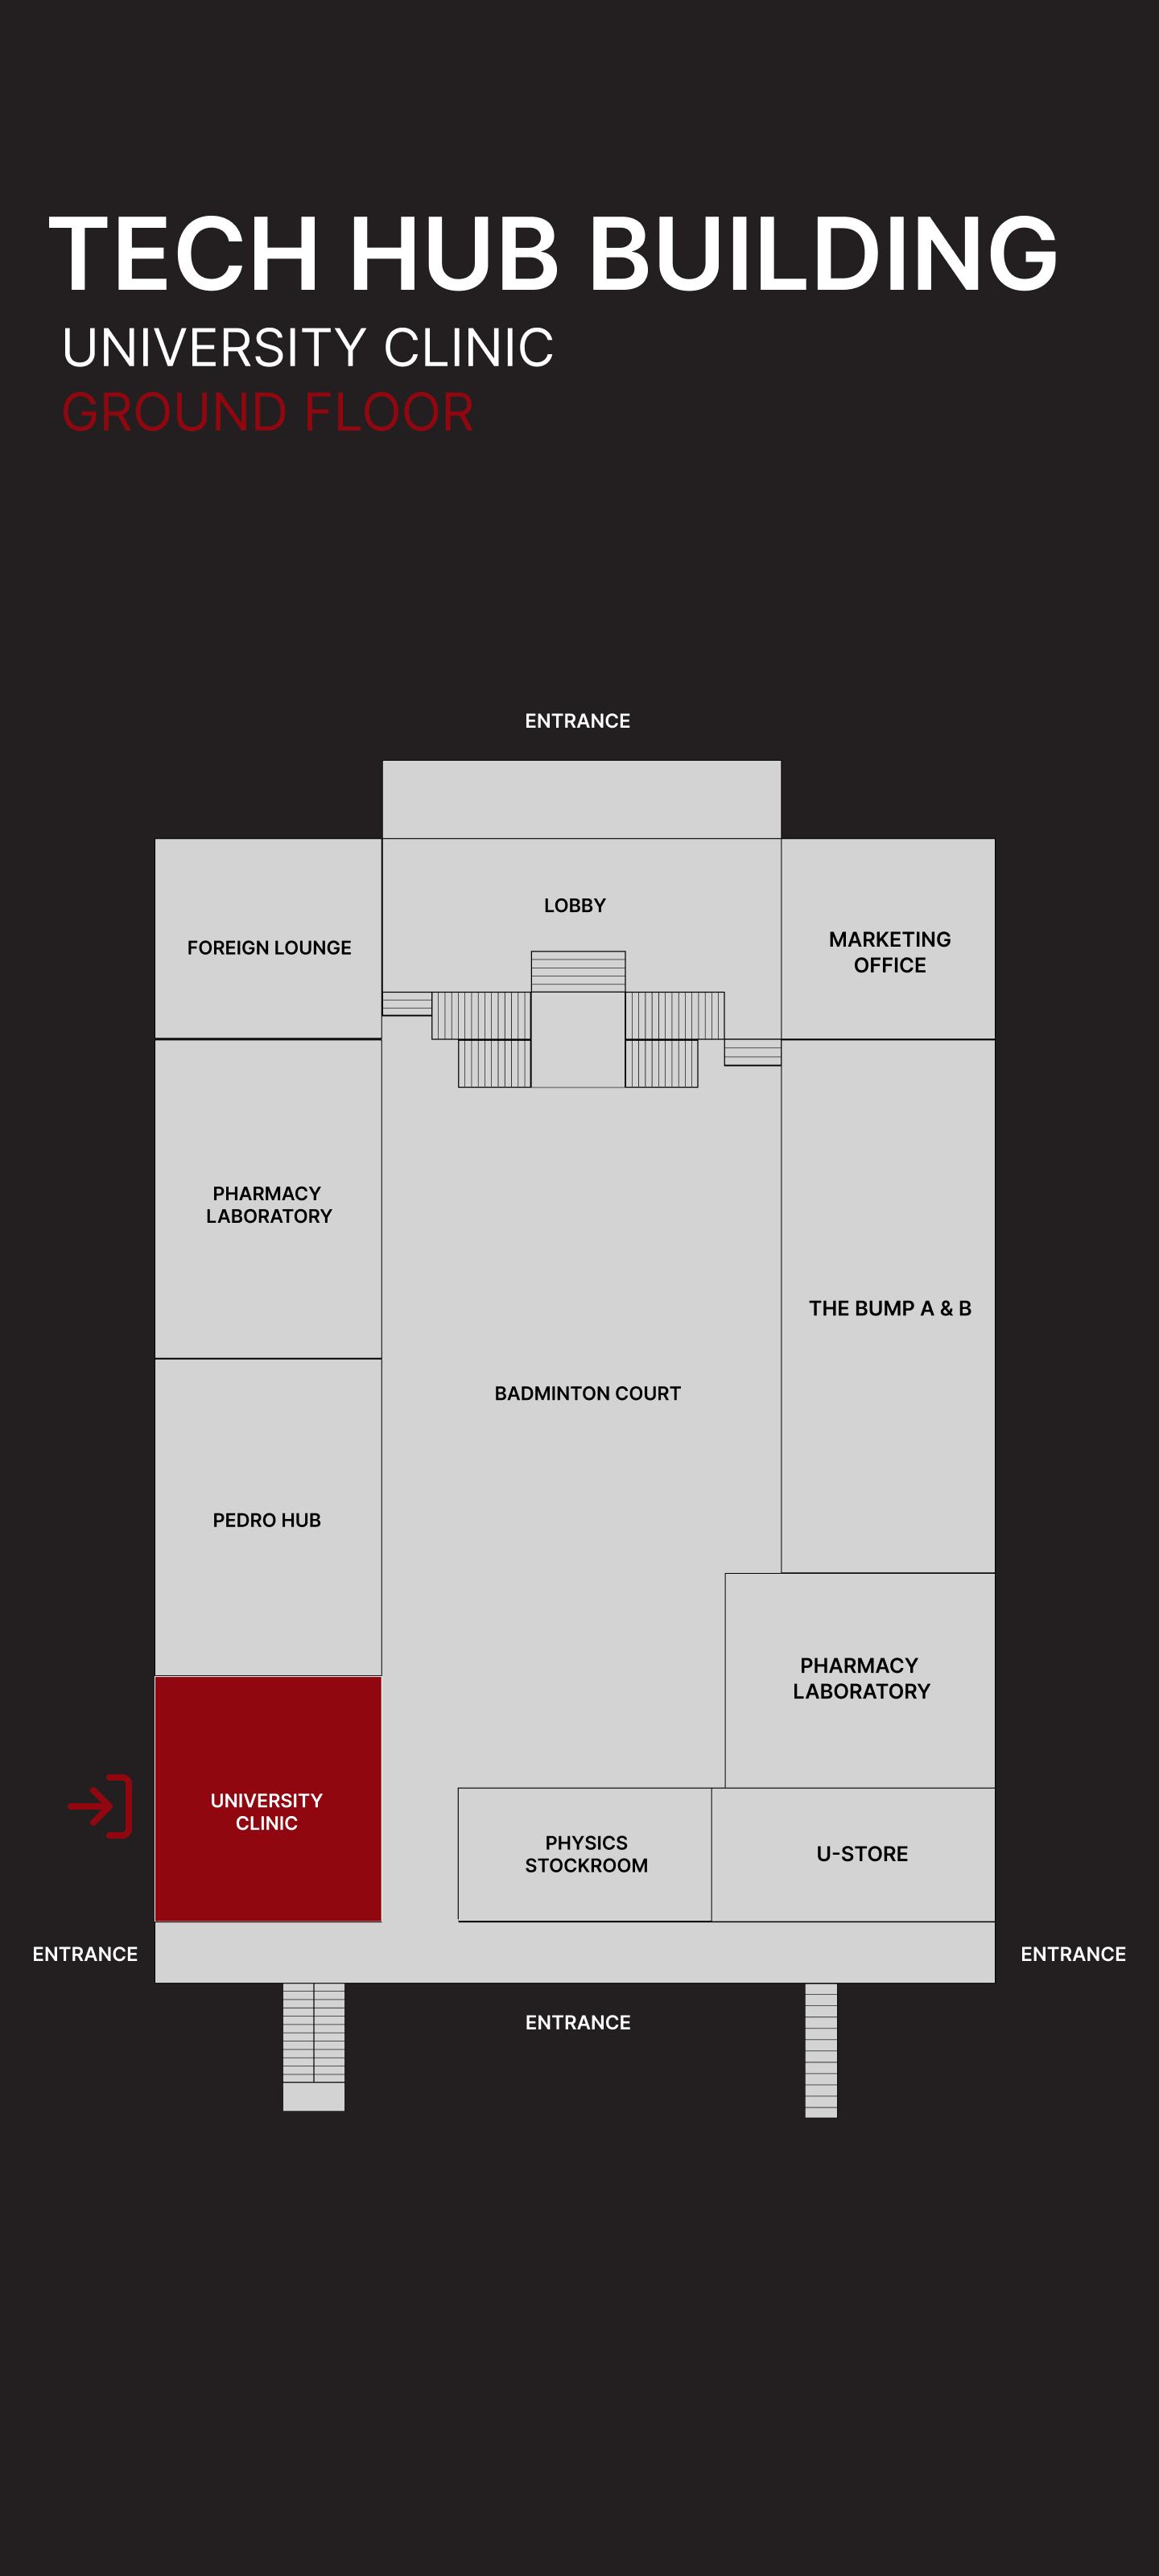 TECH HUB BUILDING
UNIVERSITY CLINIC
GROUND FLOOR
ENTRANCE
LOBBY
FOREIGN LOUNGE
MARKETING
OFFICE
PHARMACY
LABORATORY
THE BUMP A & B
BADMINTON COURT
PEDRO HUB
PHARMACY
LABORATORY
UNIVERSITY
CLINIC
PHYSICS
STOCKROOM
U-STORE
ENTRANCE
ENTRANCE
ENTRANCE